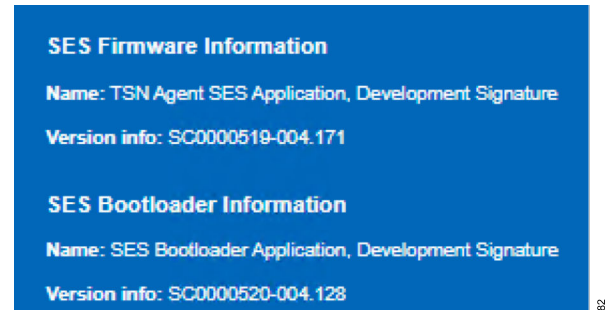 SES Firmware Information
Name: TSN Agent SES Application, Development Signature
Version info: SC0000519-004.171
SES Bootloader Information
Name: SES Bootloader Application, Development Signature
Version info: SC0000520-004.128
82